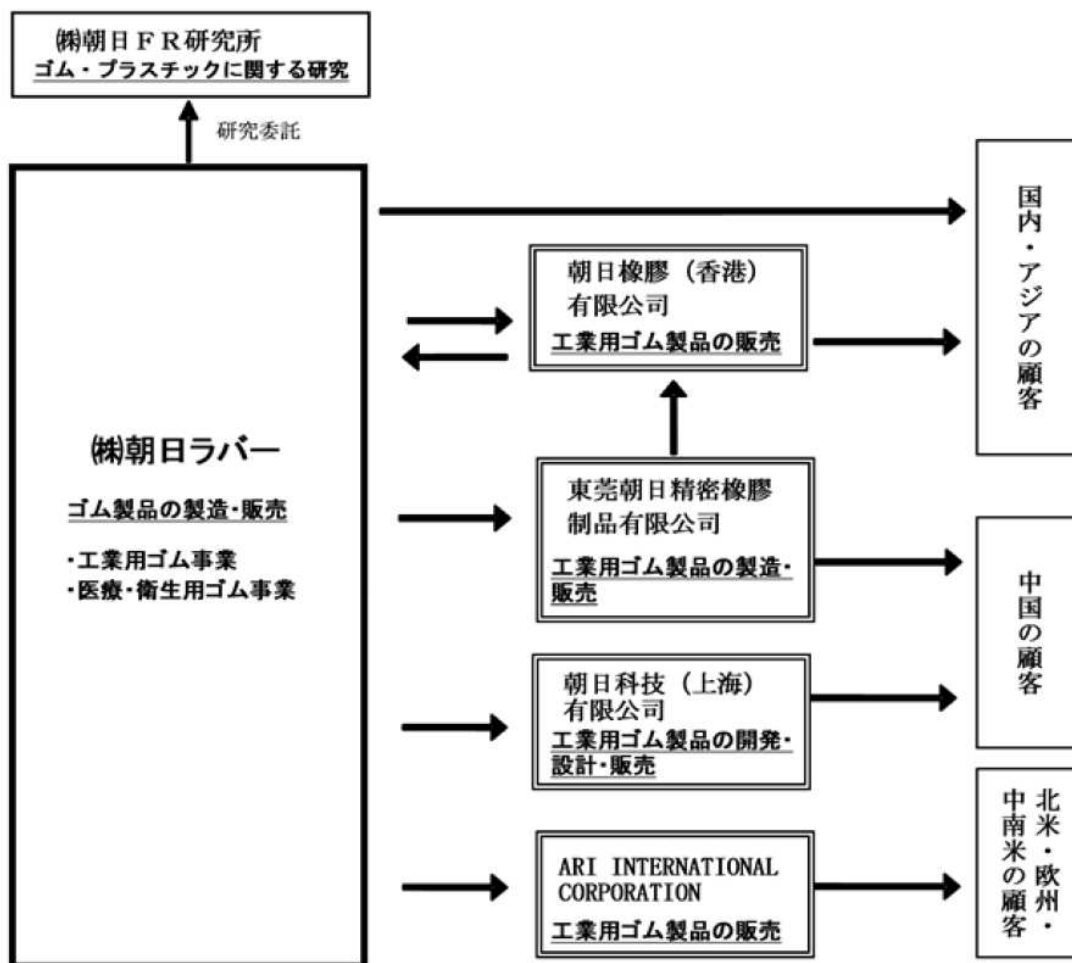 ㈱朝日ＦＲ研究所
ゴム・プラスチックに関する研究
研究委託
㈱朝日ラバー
ゴム製品の製造・販売
・工業用ゴム事業
・医療・衛生用ゴム事業
朝日橡膠（香港）
有限公司
工業用ゴム製品の販売
東莞朝日精密橡膠
制品有限公司
工業用ゴム製品の製造・
販売
朝日科技（上海）
有限公司
工業用ゴム製品の開発・
設計・販売
ARI INTERNATIONAL
CORPORATION
工業用ゴム製品の販売
国内・アジアの顧客
中国の顧客
北米・欧州・
中南米の顧客